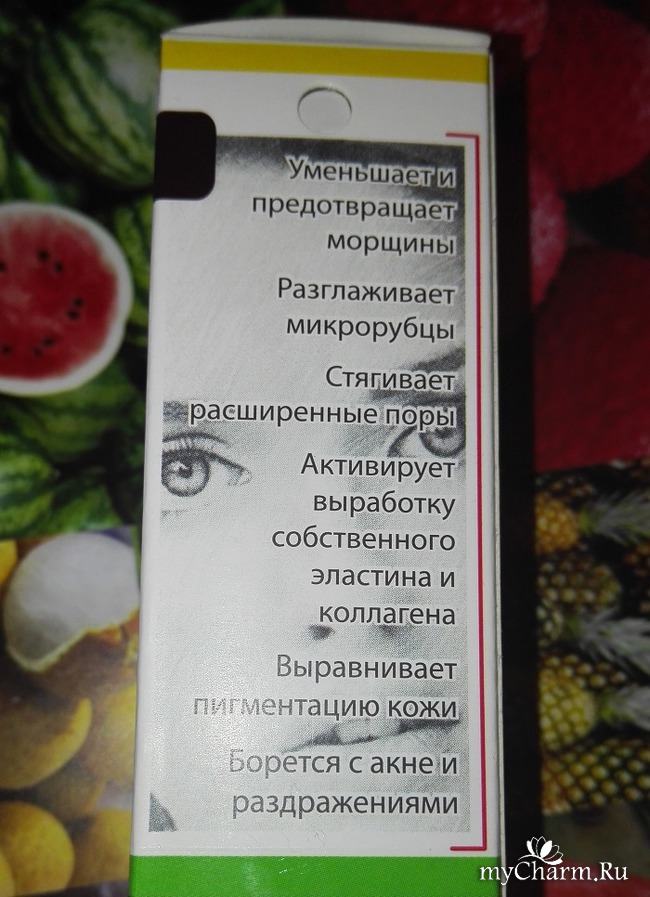 Уменьшает и
предотвращает
морщины
Разглаживает
микрорубцы
Стягивает
расширенные поры
Активирует
выработку
собственного
эластина и
коллагена
Выравнивает
пигментацию кожи
Борется с акне и
раздражениями
myCharm.Ru